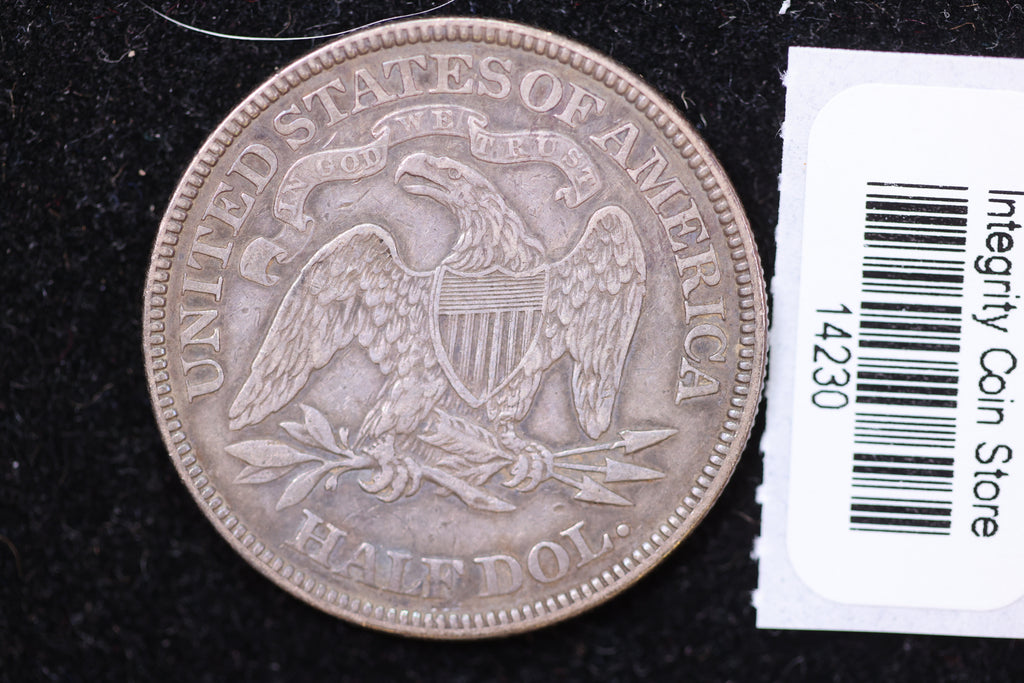 UNITED STATES OF AMERICA
IN GOD WE TRUST
HALF DOL.
Integrity Coin Store
14230